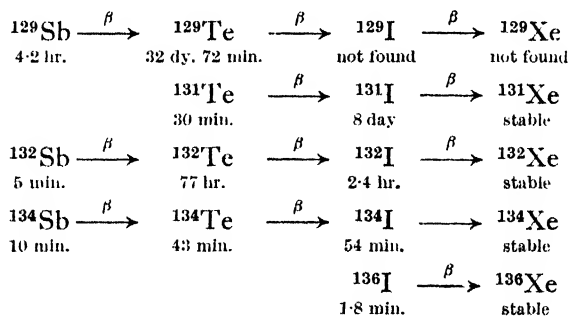 ¹²⁹Sb —β→ ¹²⁹Te —β→ ¹²⁹I —β→ ¹²⁹Xe
4·2 hr. 32 dy. 72 min. not found not found
¹³¹Te —β→ ¹³¹I —β→ ¹³¹Xe
30 min. 8 day stable
¹³²Sb —β→ ¹³²Te —β→ ¹³²I —β→ ¹³²Xe
5 min. 77 hr. 2·4 hr. stable
¹³⁴Sb —β→ ¹³⁴Te —β→ ¹³⁴I ——→ ¹³⁴Xe
10 min. 43 min. 54 min. stable
¹³⁶I —β→ ¹³⁶Xe
1·8 min. stable